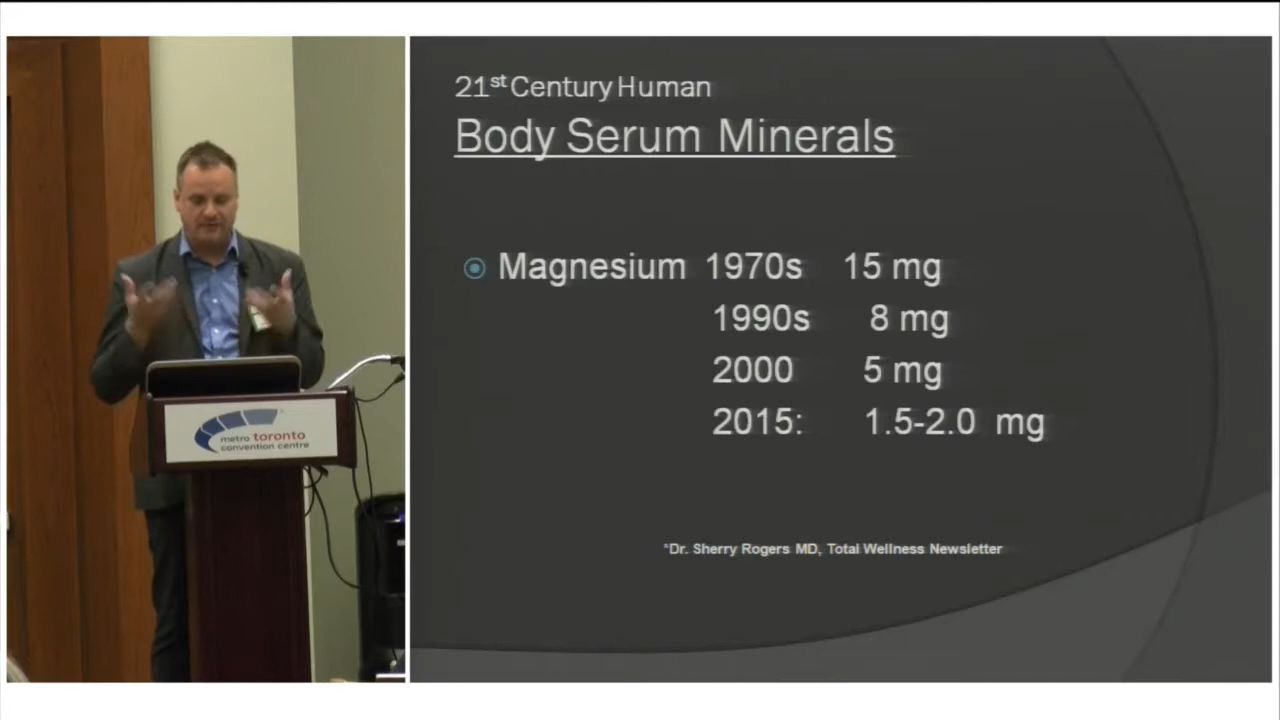 21st Century Human
Body Serum Minerals
Magnesium 1970s 15 mg
1990s 8 mg
2000 5 mg
2015: 1.5-2.0 mg
*Dr. Sherry Rogers MD, Total Wellness Newsletter
metro toronto
convention centre